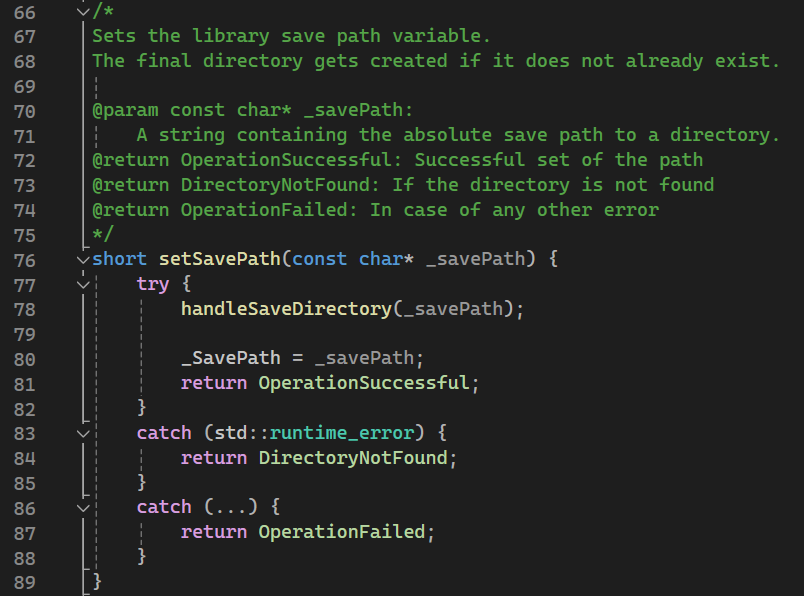 66 /*
67 Sets the library save path variable.
68 The final directory gets created if it does not already exist.
69
70 @param const char* _savePath:
71     A string containing the absolute save path to a directory.
72 @return OperationSuccessful: Successful set of the path
73 @return DirectoryNotFound: If the directory is not found
74 @return OperationFailed: In case of any other error
75 */
76 short setSavePath(const char* _savePath) {
77     try {
78         handleSaveDirectory(_savePath);
79
80         _SavePath = _savePath;
81         return OperationSuccessful;
82     }
83     catch (std::runtime_error) {
84         return DirectoryNotFound;
85     }
86     catch (...) {
87         return OperationFailed;
88     }
89 }